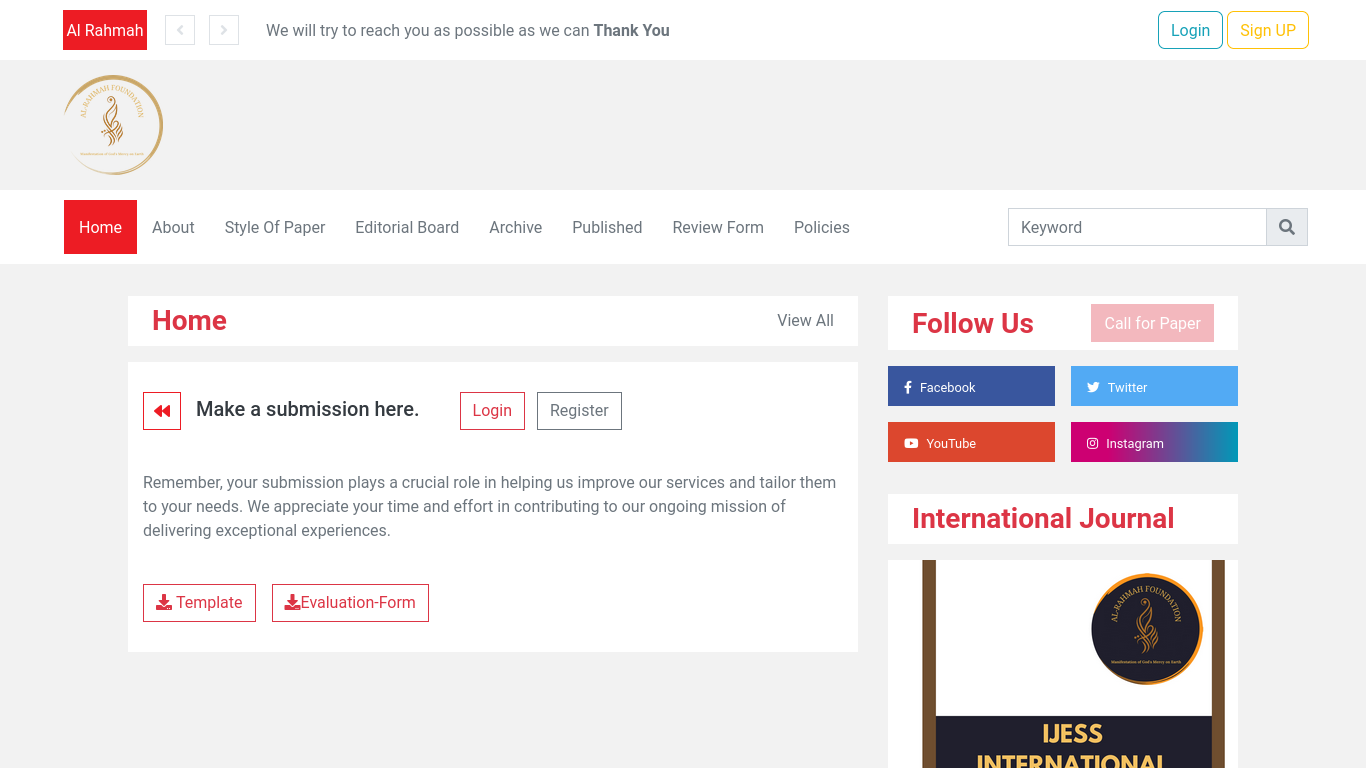 Al Rahmah
We will try to reach you as possible as we can Thank You
Login
Sign UP
AL-RAHMAH FOUNDATION
Manifestation of God's Mercy on Earth
Home
About
Style Of Paper
Editorial Board
Archive
Published
Review Form
Policies
Keyword
Home
View All
Make a submission here.
Login
Register
Remember, your submission plays a crucial role in helping us improve our services and tailor them
to your needs. We appreciate your time and effort in contributing to our ongoing mission of
delivering exceptional experiences.
Template
Evaluation-Form
Follow Us
Call for Paper
Facebook
Twitter
YouTube
Instagram
International Journal
AL-RAHMAH FOUNDATION
Manifestation of God's Mercy on Earth
IJESS
INTERNATIONAL